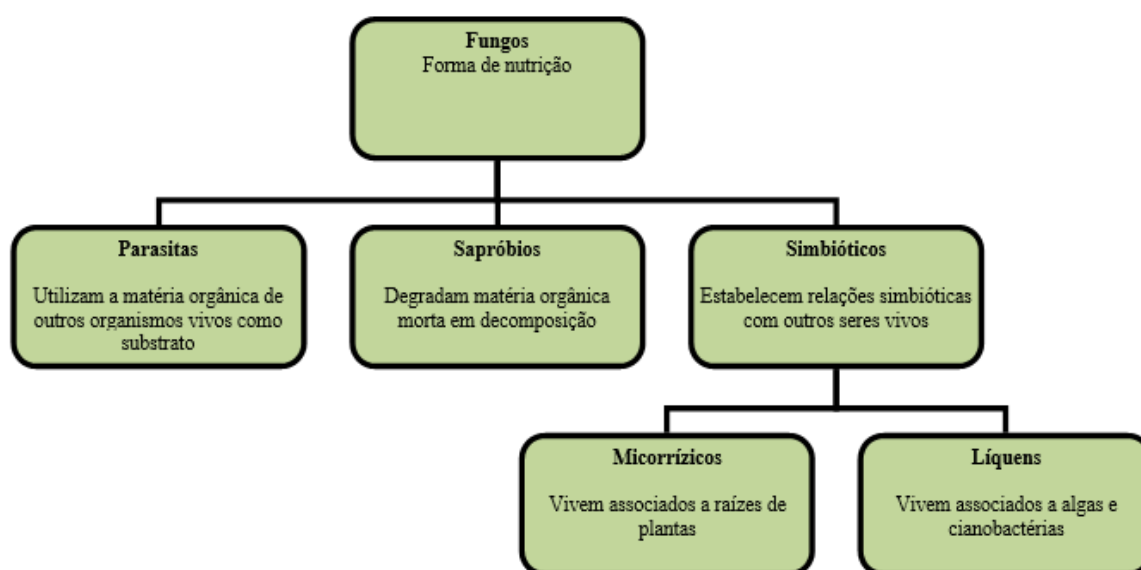 Fungos
Forma de nutrição
Parasitas
Utilizam a matéria orgânica de
outros organismos vivos como
substrato
Sapróbios
Degradam matéria orgânica
morta em decomposição
Simbióticos
Estabelecem relações simbióticas
com outros seres vivos
Micorrízicos
Vivem associados a raízes de
plantas
Líquens
Vivem associados a algas e
cianobactérias